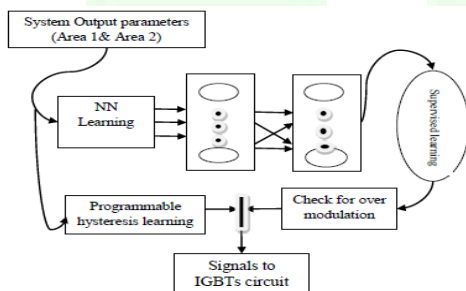 System Output parameters
(Area 1& Area 2)
NN
Learning
Supervised learning
Programmable
hysteresis learning
Check for over
modulation
Signals to
IGBTs circuit